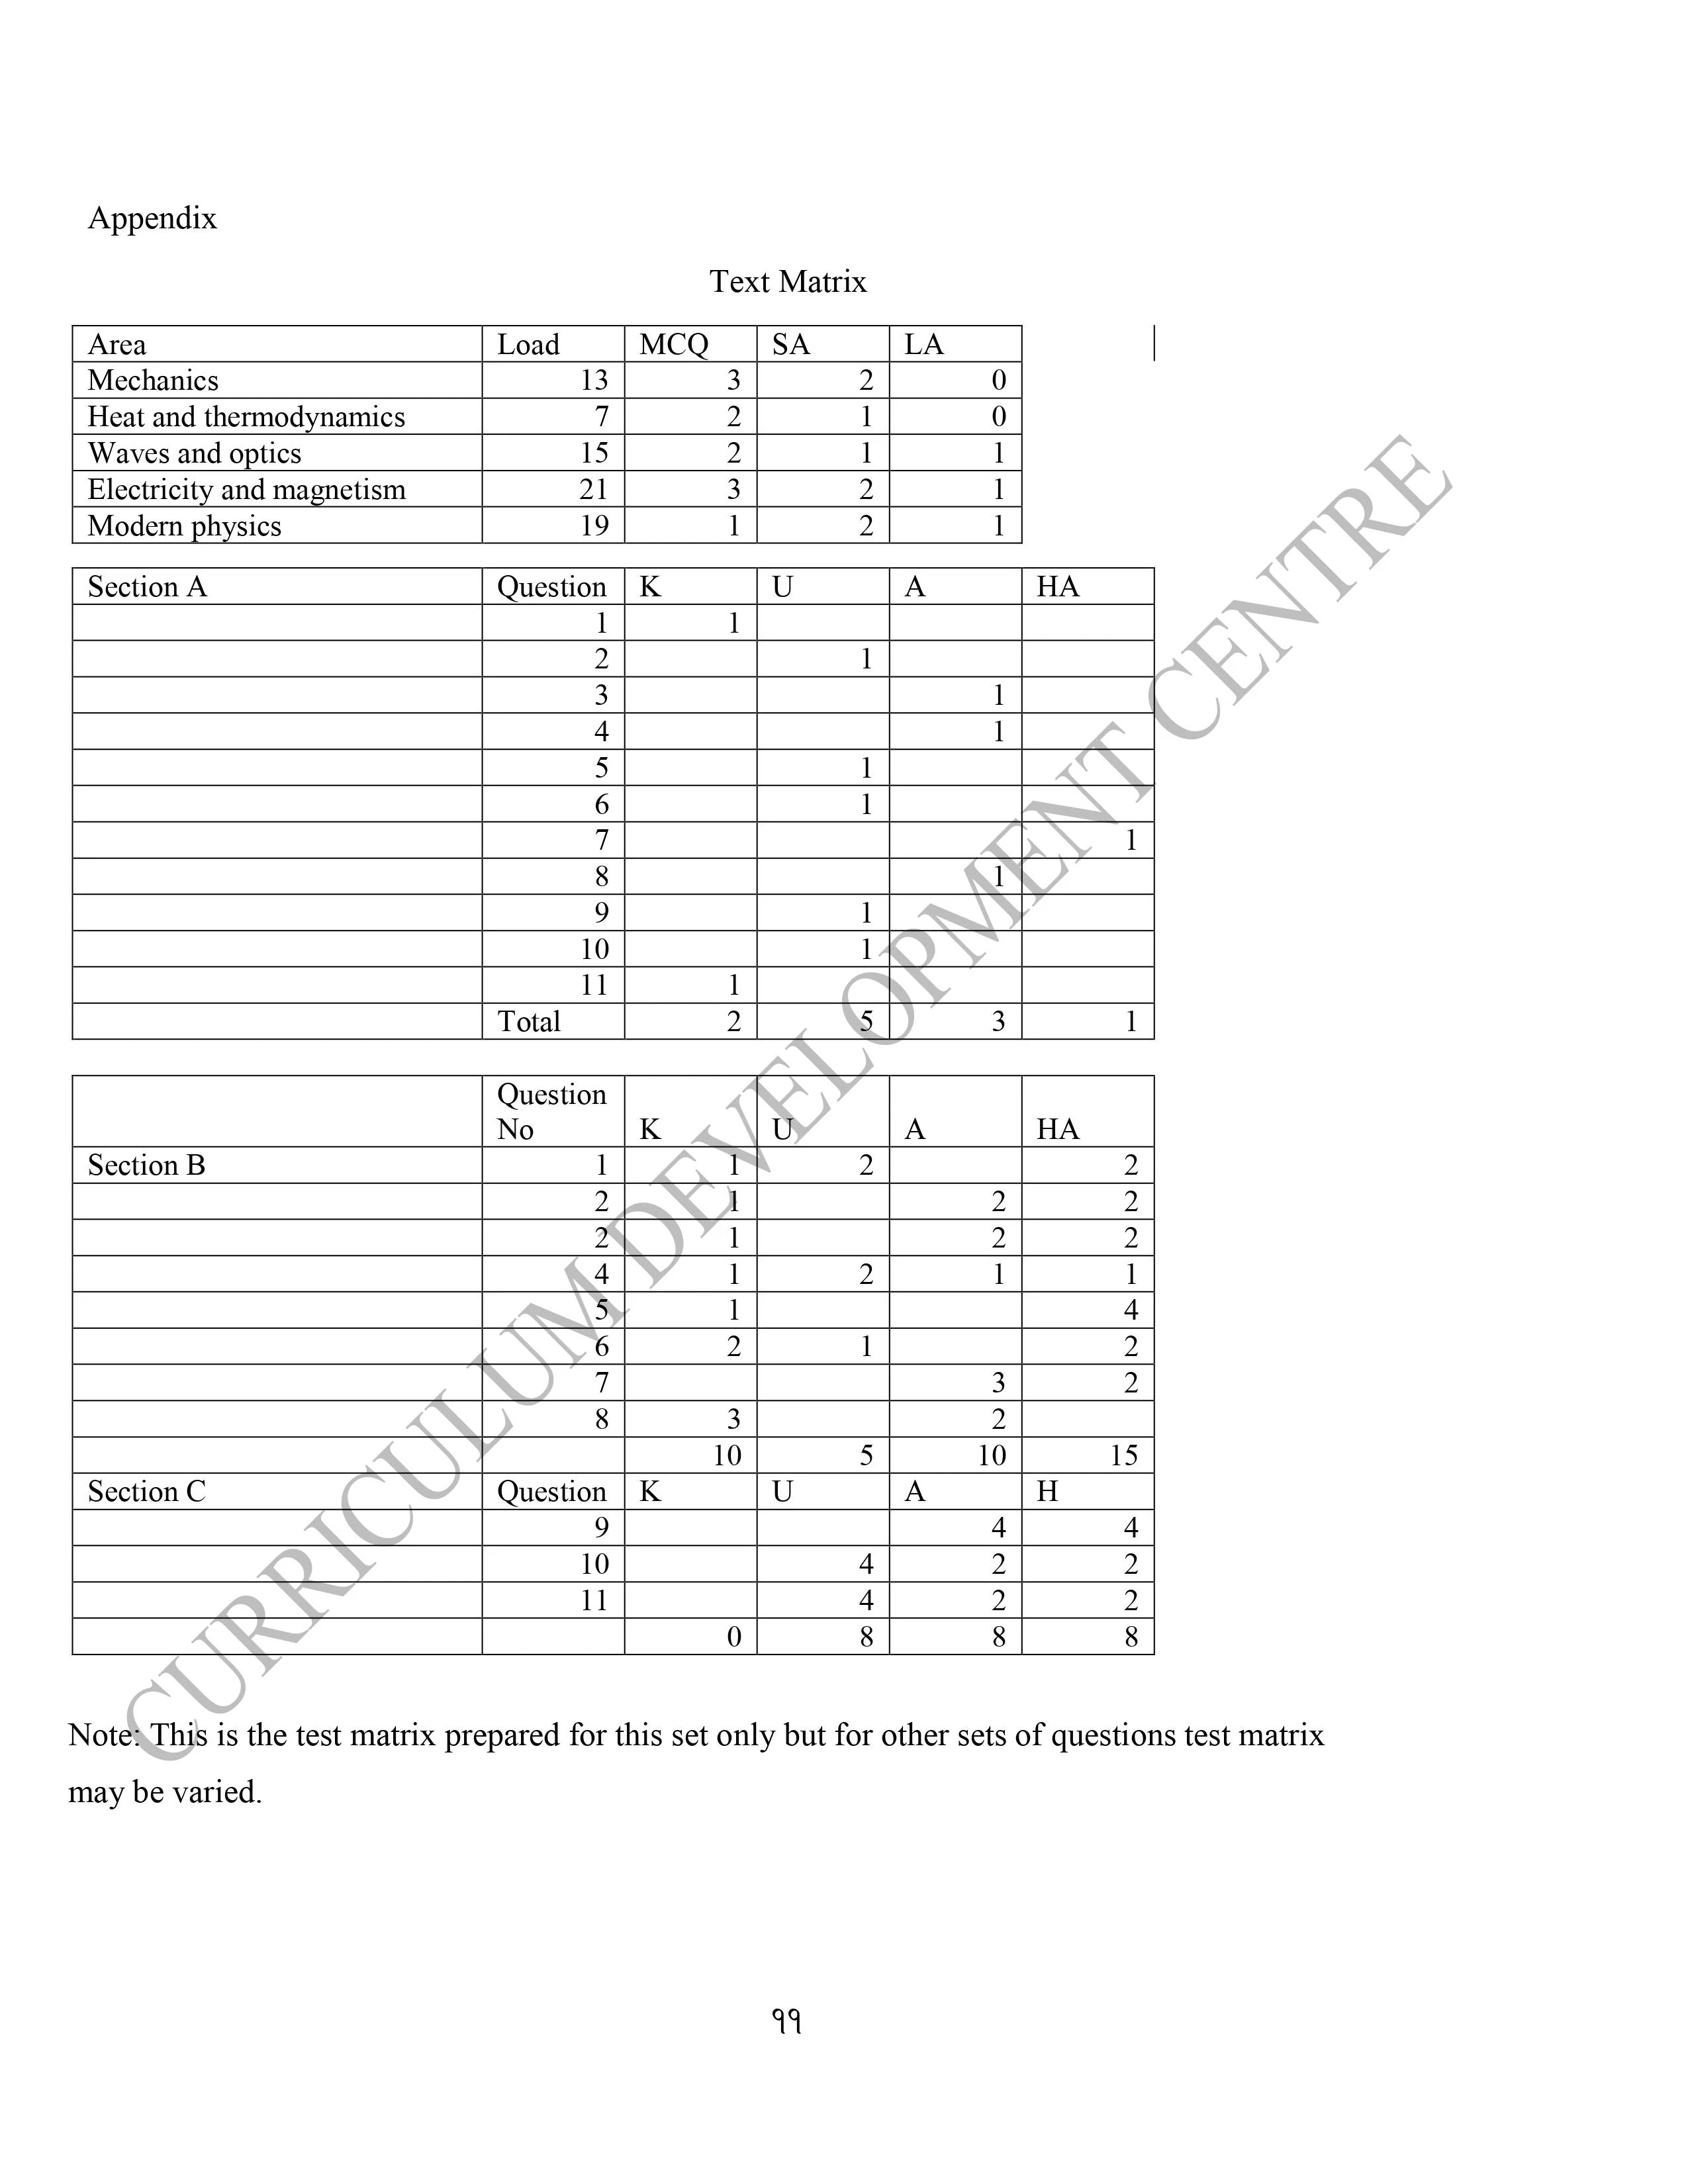 Appendix
Text Matrix
Area Load MCQ SA LA
Mechanics 13 3 2 0
Heat and thermodynamics 7 2 1 0
Waves and optics 15 2 1 1
Electricity and magnetism 21 3 2 1
Modern physics 19 1 2 1
Section A Question K U A HA
1 1
2 1
3 1
4 1
5 1
6 1
7 1
8 1
9 1
10 1
11 1
Total 2 5 3 1
Question
No K U A HA
Section B 1 1 2 2
2 1 2 2
2 1 2 2
4 1 2 1 1
5 1 4
6 2 1 2
7 3 2
8 3 2
10 5 10 15
Section C Question K U A H
9 4 4
10 4 2 2
11 4 2 2
0 8 8 8
Note: This is the test matrix prepared for this set only but for other sets of questions test matrix
may be varied.
११
CURRICULUM DEVELOPMENT CENTRE